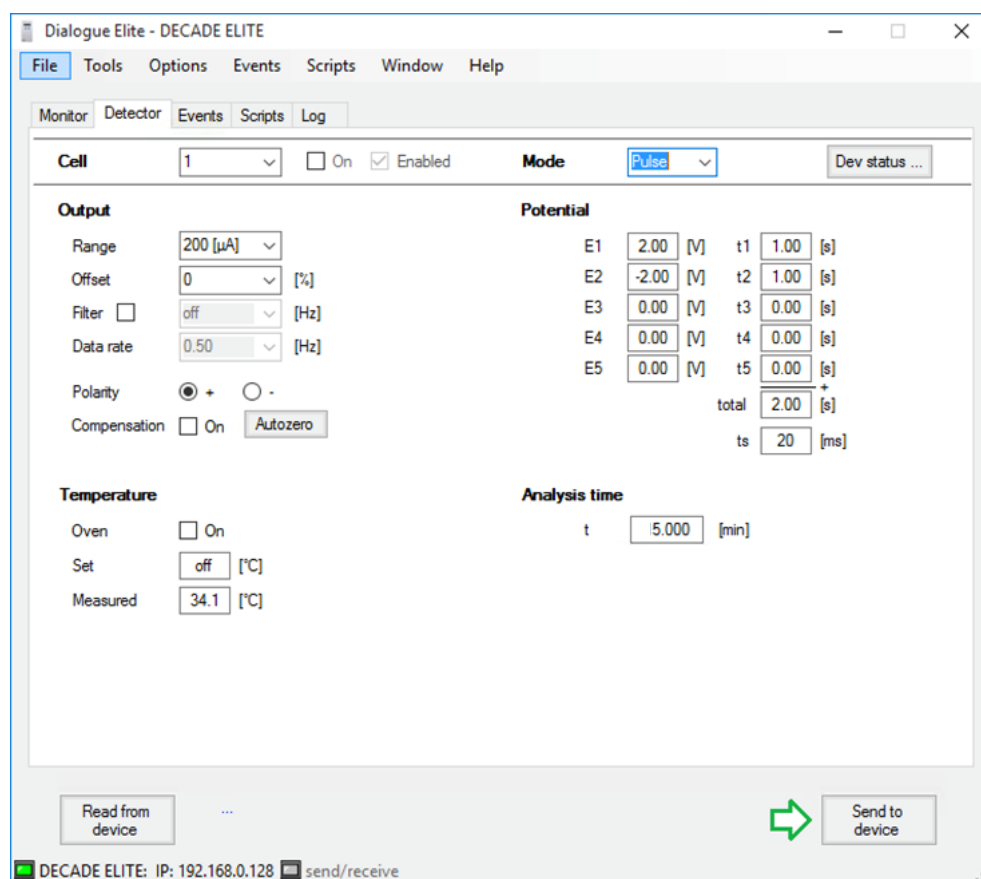 Dialogue Elite - DECADE ELITE
File Tools Options Events Scripts Window Help
Monitor Detector Events Scripts Log
Cell 1 On Enabled Mode Pulse Dev status ...
Output Potential
Range 200 [µA] E1 2.00 [V] t1 1.00 [s]
Offset 0 [%] E2 -2.00 [V] t2 1.00 [s]
Filter off [Hz] E3 0.00 [V] t3 0.00 [s]
Data rate 0.50 [Hz] E4 0.00 [V] t4 0.00 [s]
E5 0.00 [V] t5 0.00 [s]
Polarity + - +
total 2.00 [s]
Compensation On Autozero
ts 20 [ms]
Temperature Analysis time
Oven On t 5.000 [min]
Set off [°C]
Measured 34.1 [°C]
Read from device ... Send to device
DECADE ELITE: IP: 192.168.0.128 send/receive